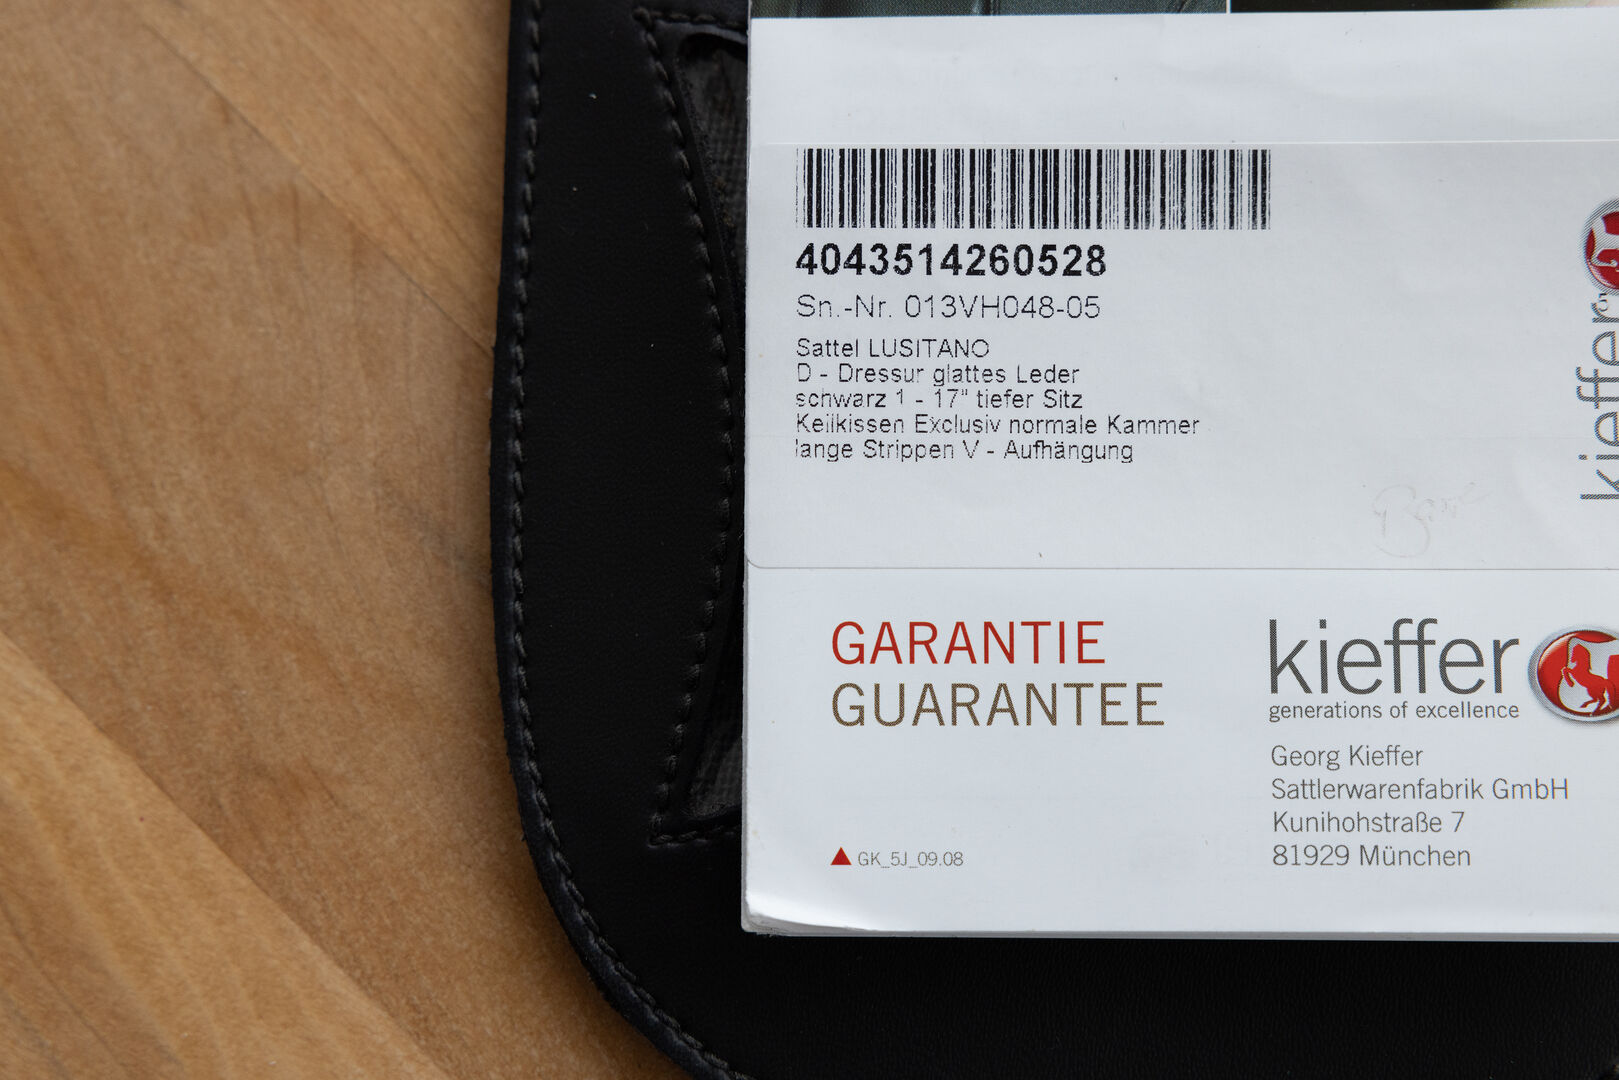 4043514260528
Sn.-Nr. 013VH048-05
Sattel LUSITANO
D - Dressur glattes Leder
schwarz 1 - 17" tiefer Sitz
Keilkissen Exclusiv normale Kammer
lange Strippen V - Aufhängung
kieffer
GARANTIE
GUARANTEE
kieffer
generations of excellence
Georg Kieffer
Sattlerwarenfabrik GmbH
Kunihohstraße 7
81929 München
GK_5J_09.08